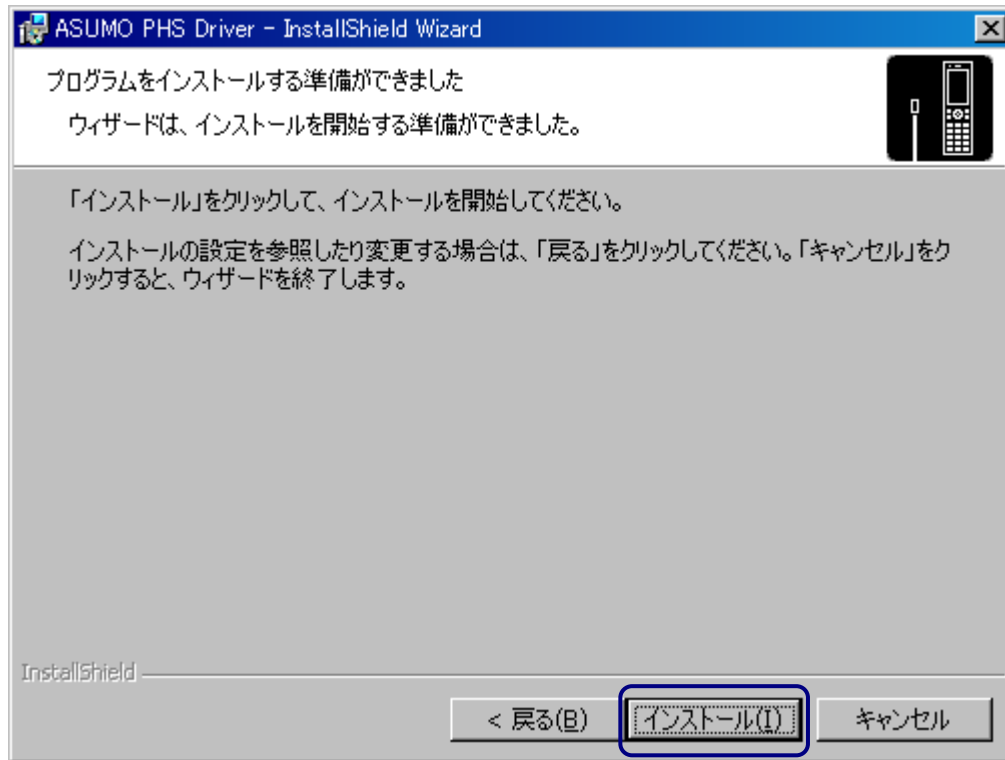 ASUMO PHS Driver - InstallShield Wizard
プログラムをインストールする準備ができました
ウィザードは、インストールを開始する準備ができました。
「インストール」をクリックして、インストールを開始してください。
インストールの設定を参照したり変更する場合は、「戻る」をクリックしてください。「キャンセル」をク
リックすると、ウィザードを終了します。
InstallShield
< 戻る(B) インストール(I) キャンセル